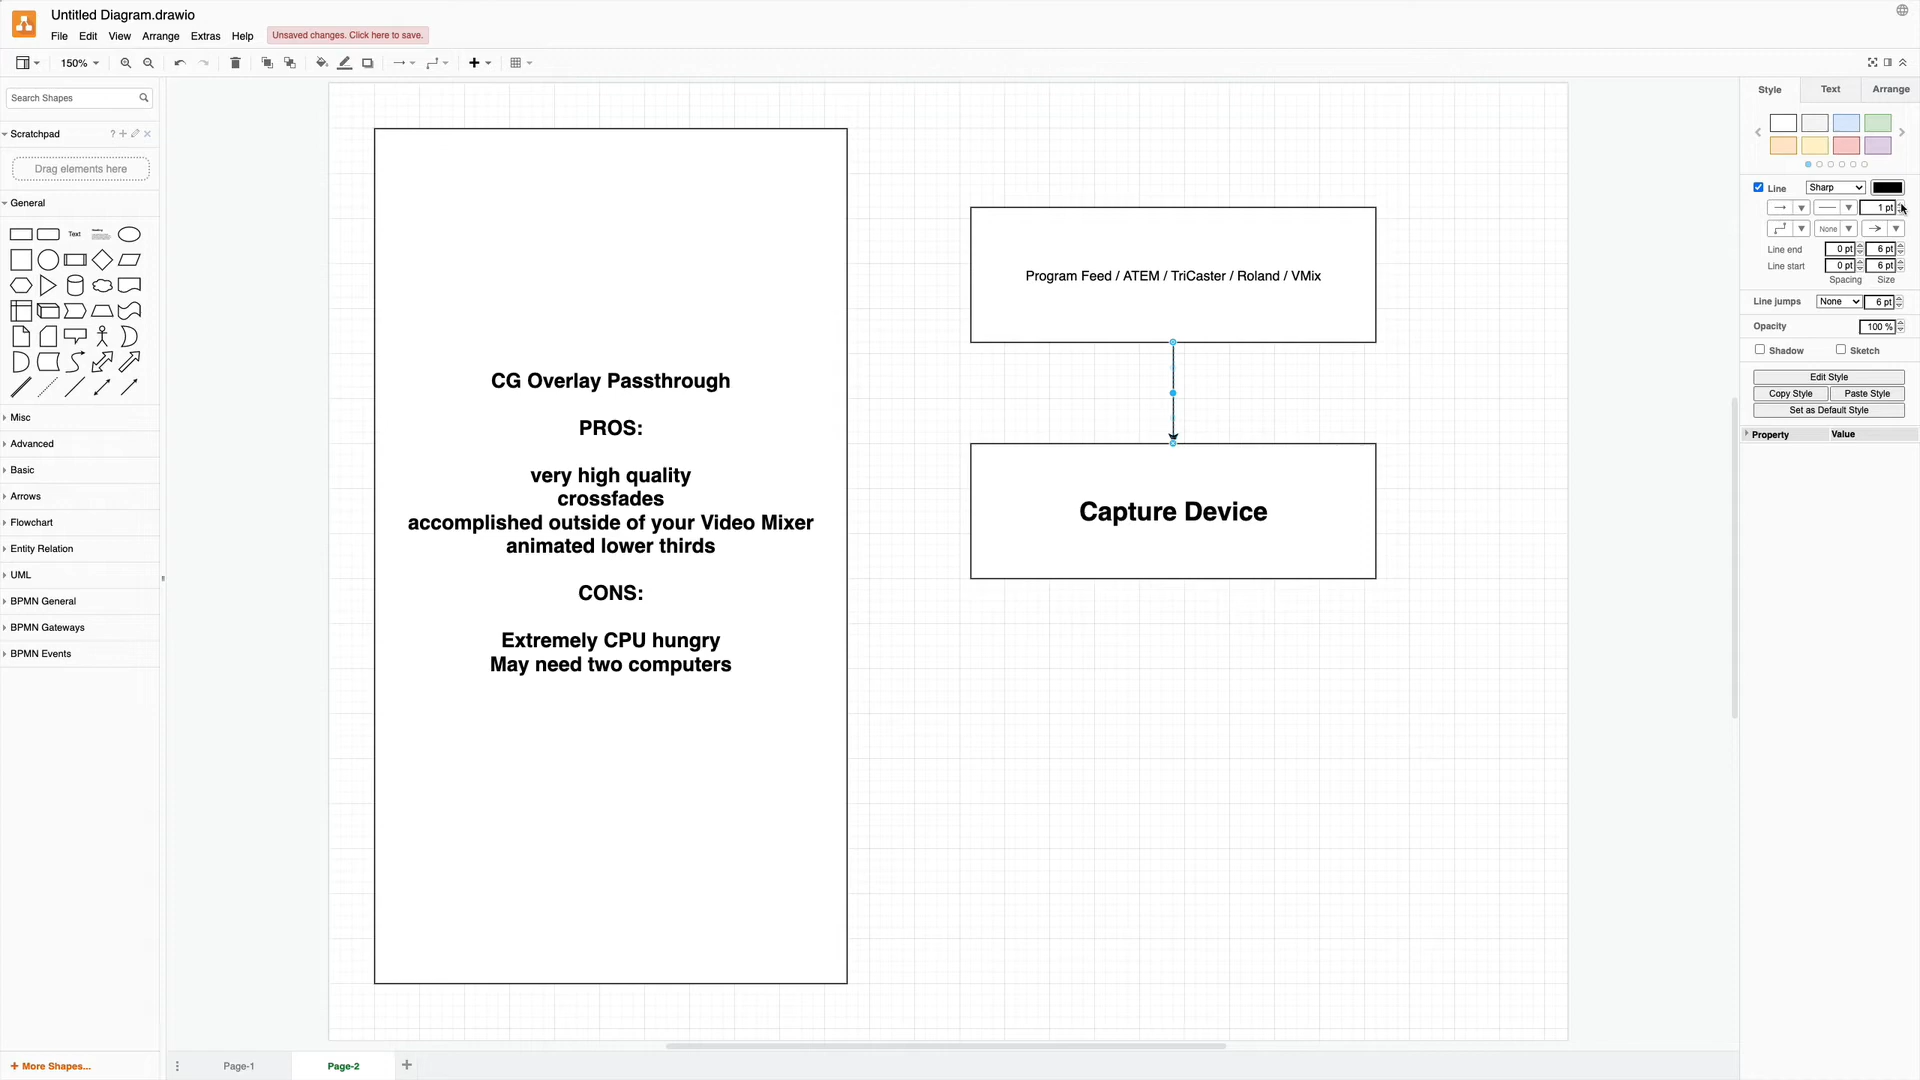 Untitled Diagram.drawio
File Edit View Arrange Extras Help Unsaved changes. Click here to save.
150%
Search Shapes
Scratchpad ?
Drag elements here
General
Text
Heading
Misc
Advanced
Basic
Arrows
Flowchart
Entity Relation
UML
BPMN General
BPMN Gateways
BPMN Events
+ More Shapes...
CG Overlay Passthrough
PROS:
very high quality
crossfades
accomplished outside of your Video Mixer
animated lower thirds
CONS:
Extremely CPU hungry
May need two computers
Program Feed / ATEM / TriCaster / Roland / VMix
Capture Device
Page-1 Page-2
Style Text Arrange
Line Sharp
1 pt
None
Line end 0 pt 6 pt
Line start 0 pt 6 pt
Spacing Size
Line jumps None 6 pt
Opacity 100 %
Shadow Sketch
Edit Style
Copy Style Paste Style
Set as Default Style
Property Value